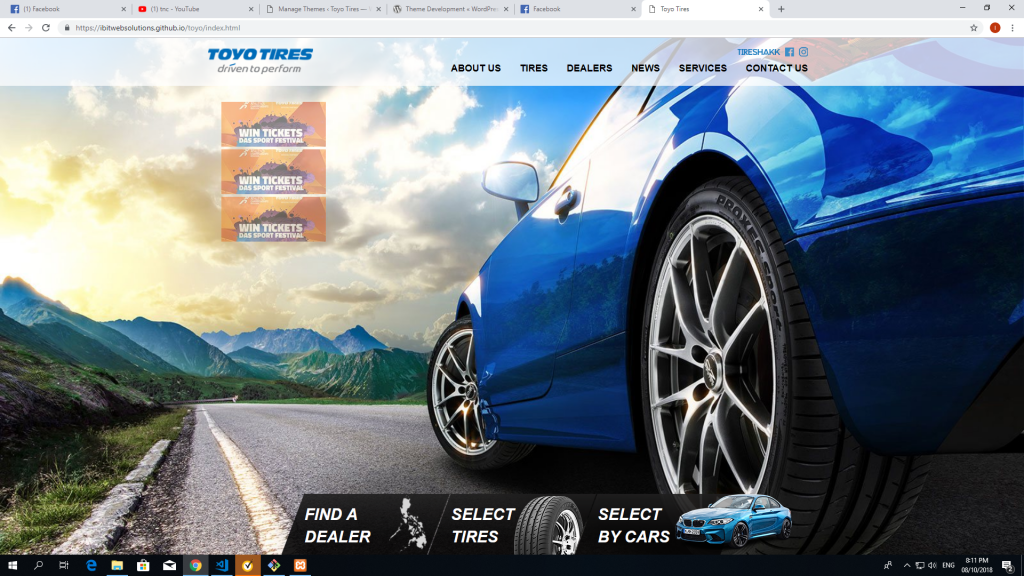 (1) Facebook
(1) tnc - YouTube
Manage Themes ‹ Toyo Tires —
Theme Development « WordPres
Facebook
Toyo Tires
https://ibitwebsolutions.github.io/toyo/index.html
TOYO TIRES
driven to perform
TIRESHAKK
ABOUT US
TIRES
DEALERS
NEWS
SERVICES
CONTACT US
WIN TICKETS
DAS SPORT FESTIVAL
WIN TICKETS
DAS SPORT FESTIVAL
WIN TICKETS
DAS SPORT FESTIVAL
PROXES Sport
FIND A
DEALER
SELECT
TIRES
SELECT
BY CARS
ENG
8:11 PM
08/10/2018
2